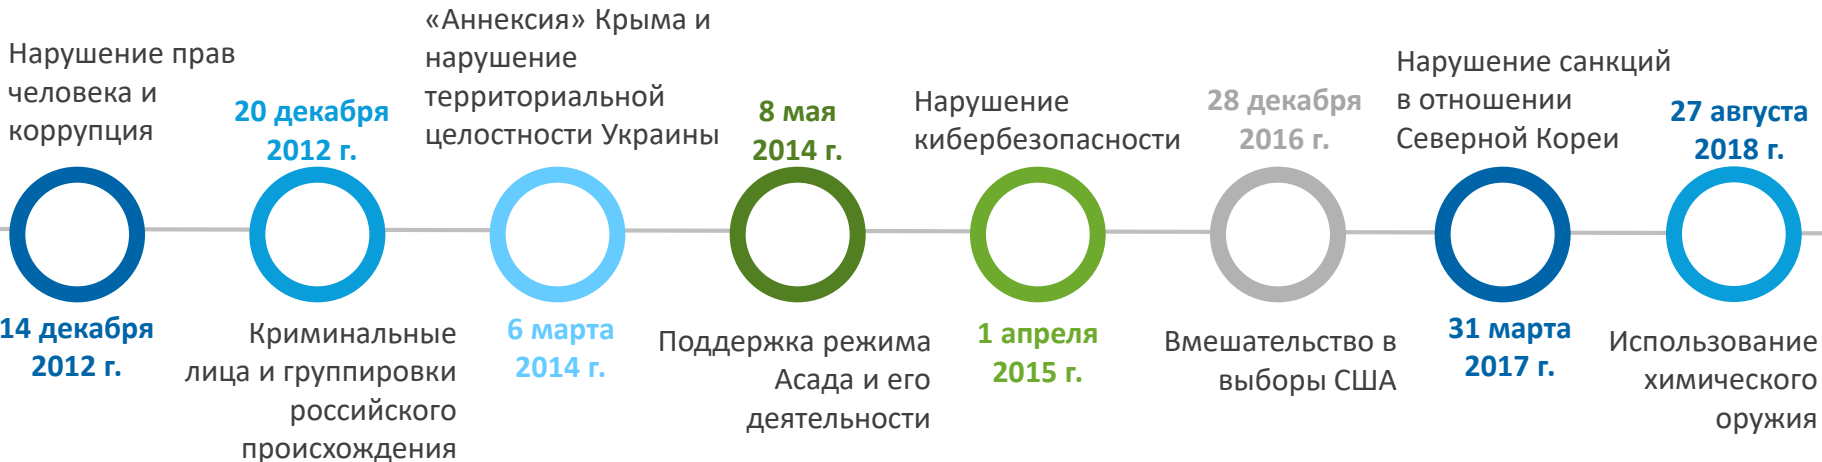 Нарушение прав
человека и
коррупция
14 декабря
2012 г.
20 декабря
2012 г.
Криминальные
лица и группировки
российского
происхождения
«Аннексия» Крыма и
нарушение
территориальной
целостности Украины
6 марта
2014 г.
8 мая
2014 г.
Поддержка режима
Асада и его
деятельности
Нарушение
кибербезопасности
1 апреля
2015 г.
28 декабря
2016 г.
Вмешательство в
выборы США
Нарушение санкций
в отношении
Северной Кореи
31 марта
2017 г.
27 августа
2018 г.
Использование
химического
оружия